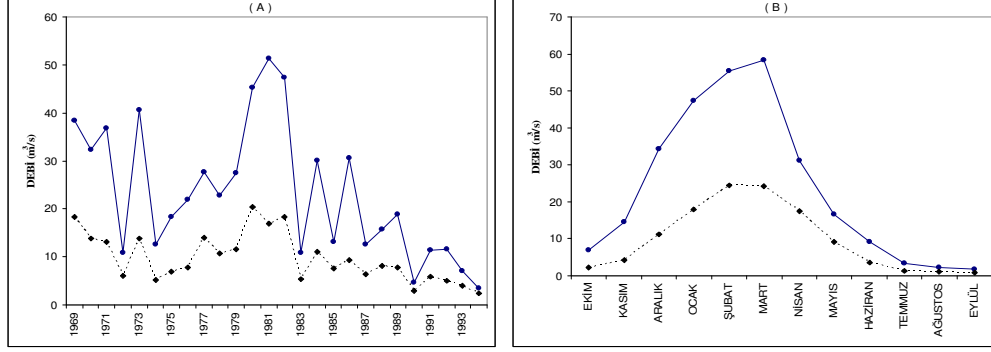 ( A )
60
50
40
30
20
10
0
DEBİ (m³/s)
1969
1971
1973
1975
1977
1979
1981
1983
1985
1987
1989
1991
1993
( B )
70
60
50
40
30
20
10
0
DEBİ (m³/s)
EKİM
KASIM
ARALIK
OCAK
ŞUBAT
MART
NİSAN
MAYIS
HAZİRAN
TEMMUZ
AĞUSTOS
EYLÜL